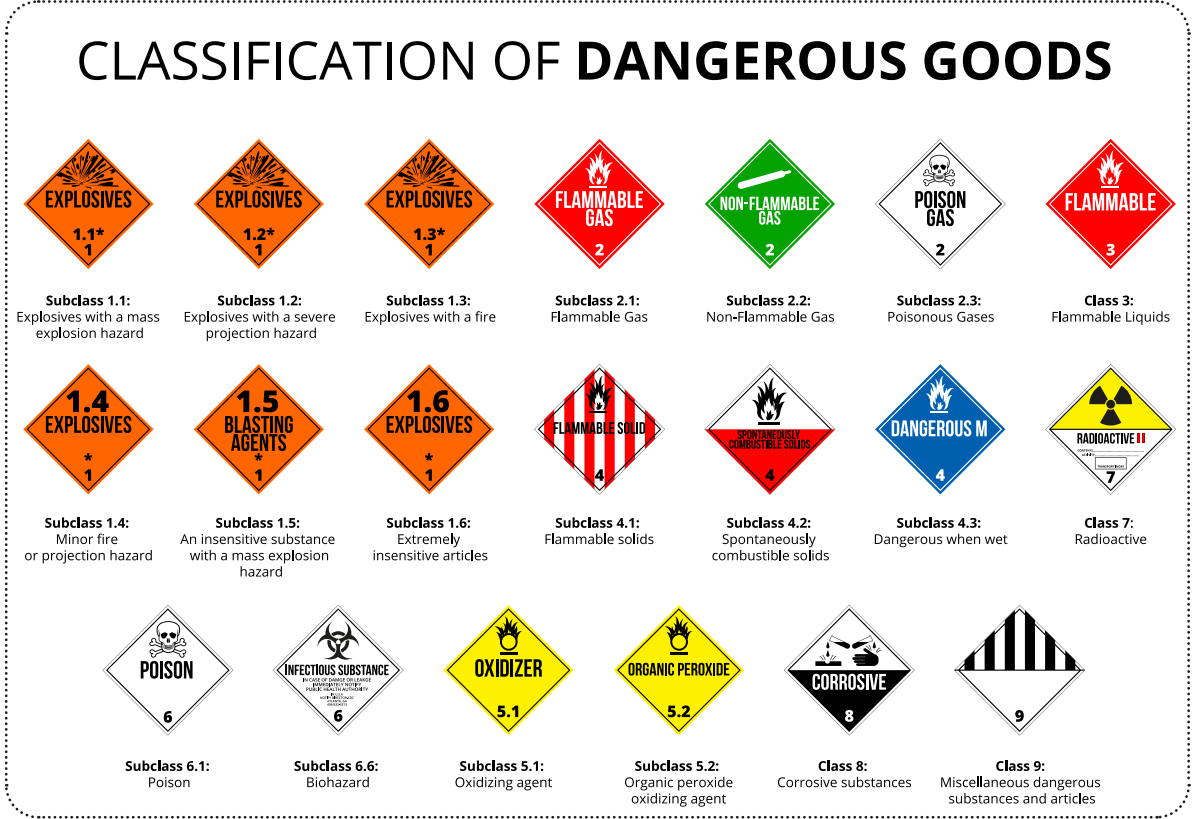 CLASSIFICATION OF DANGEROUS GOODS
EXPLOSIVES
1.1*
1
EXPLOSIVES
1.2*
1
EXPLOSIVES
1.3*
1
FLAMMABLE
GAS
2
NON-FLAMMABLE
GAS
2
POISON
GAS
2
FLAMMABLE
3
Subclass 1.1:
Explosives with a mass
explosion hazard
Subclass 1.2:
Explosives with a severe
projection hazard
Subclass 1.3:
Explosives with a fire
Subclass 2.1:
Flammable Gas
Subclass 2.2:
Non-Flammable Gas
Subclass 2.3:
Poisonous Gases
Class 3:
Flammable Liquids
1.4
EXPLOSIVES
*
1
1.5
BLASTING
AGENTS
*
1
1.6
EXPLOSIVES
*
1
FLAMMABLE SOLID
4
SPONTANEOUSLY
COMBUSTIBLE SOLIDS
4
DANGEROUS M
4
RADIOACTIVE II
CONTENTS
ACTIVITY
TRANSPORT INDEX
7
Subclass 1.4:
Minor fire
or projection hazard
Subclass 1.5:
An insensitive substance
with a mass explosion
hazard
Subclass 1.6:
Extremely
insensitive articles
Subclass 4.1:
Flammable solids
Subclass 4.2:
Spontaneously
combustible solids
Subclass 4.3:
Dangerous when wet
Class 7:
Radioactive
POISON
6
INFECTIOUS SUBSTANCE
IN CASE OF DAMGE OR LEAKGE
IMMEDIATELY NOTIFY
PUBLIC HEALTH AUTHORITY
6
OXIDIZER
5.1
ORGANIC PEROXIDE
5.2
CORROSIVE
8
9
Subclass 6.1:
Poison
Subclass 6.6:
Biohazard
Subclass 5.1:
Oxidizing agent
Subclass 5.2:
Organic peroxide
oxidizing agent
Class 8:
Corrosive substances
Class 9:
Miscellaneous dangerous
substances and articles